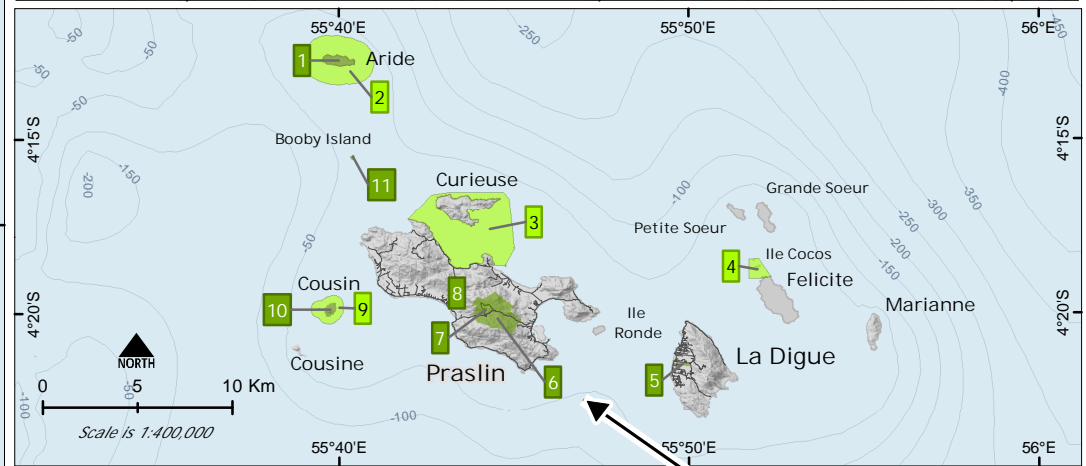 55°40'E
55°50'E
56°E
-50
-50
-50
-50
-250
-450
-400
1
Aride
2
4°15'S
4°15'S
Booby Island
-150
-200
11
Curieuse
-100
Grande Soeur
-350
-300
-250
-200
-150
3
Petite Soeur
-50
Ile Cocos
4
Felicite
Cousin
8
10
9
Marianne
4°20'S
4°20'S
Ile
Ronde
7
NORTH
Cousine
Praslin
La Digue
6
5
0
5
10 Km
-50
-100
-100
Scale is 1:400,000
55°40'E
55°50'E
56°E